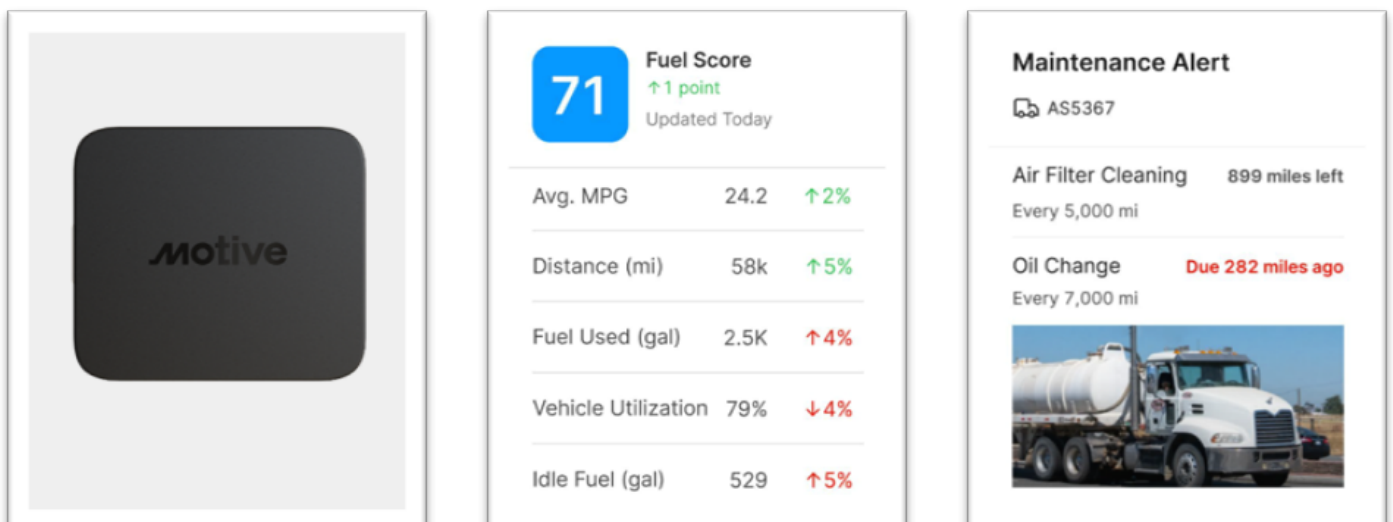 motive
71
Fuel Score
↑1 point
Updated Today
Avg. MPG 24.2 ↑2%
Distance (mi) 58k ↑5%
Fuel Used (gal) 2.5K ↑4%
Vehicle Utilization 79% ↓4%
Idle Fuel (gal) 529 ↑5%
Maintenance Alert
AS5367
Air Filter Cleaning 899 miles left
Every 5,000 mi
Oil Change Due 282 miles ago
Every 7,000 mi